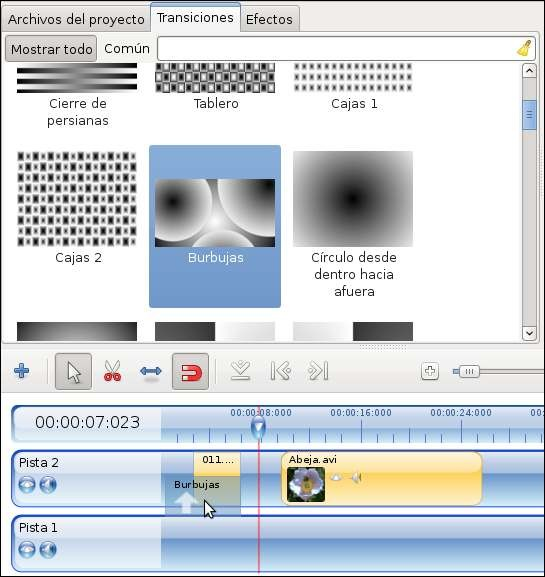 Archivos del proyecto Transiciones Efectos
Mostrar todo Común
Cierre de
persianas
Tablero
Cajas 1
Cajas 2
Burbujas
Círculo desde
dentro hacia
afuera
00:00:07:023
00:00:08:000 00:00:16:000 00:00:24:000 00:
Pista 2
011....
Abeja.avi
Burbujas
Pista 1